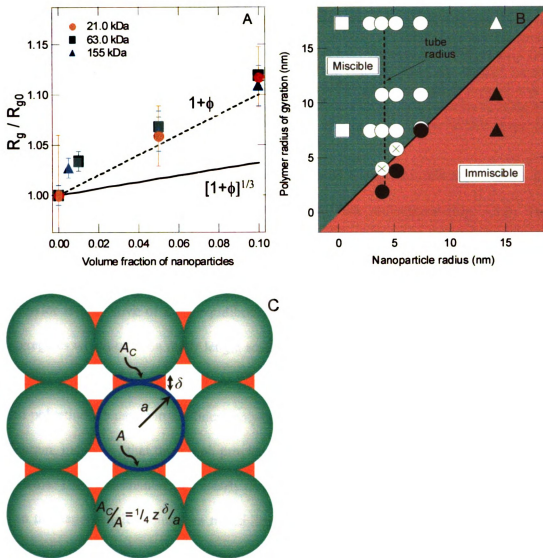 A
21.0 kDa
63.0 kDa
155 kDa
Rg / Rg0
1.15
1.10
1.05
1.00
1+ϕ
[1+ϕ]1/3
0.00 0.02 0.04 0.06 0.08 0.10
Volume fraction of nanoparticles
B
Polymer radius of gyration (nm)
15
10
5
0
Miscible
tube
radius
Immiscible
0 5 10 15
Nanoparticle radius (nm)
C
AC
δ
a
A
AC/A = 1/4 z δ/a